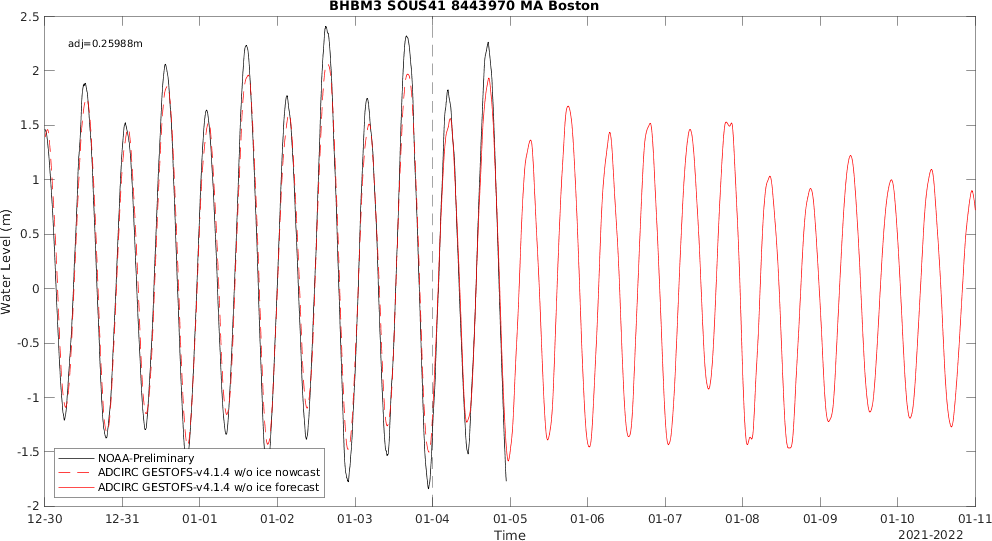 BHBM3 SOUS41 8443970 MA Boston
adj=0.25988m
2.5
2
1.5
1
0.5
0
-0.5
-1
-1.5
-2
Water Level (m)
NOAA-Preliminary
ADCIRC GESTOFS-v4.1.4 w/o ice nowcast
ADCIRC GESTOFS-v4.1.4 w/o ice forecast
12-30 12-31 01-01 01-02 01-03 01-04 01-05 01-06 01-07 01-08 01-09 01-10 01-11
Time
2021-2022